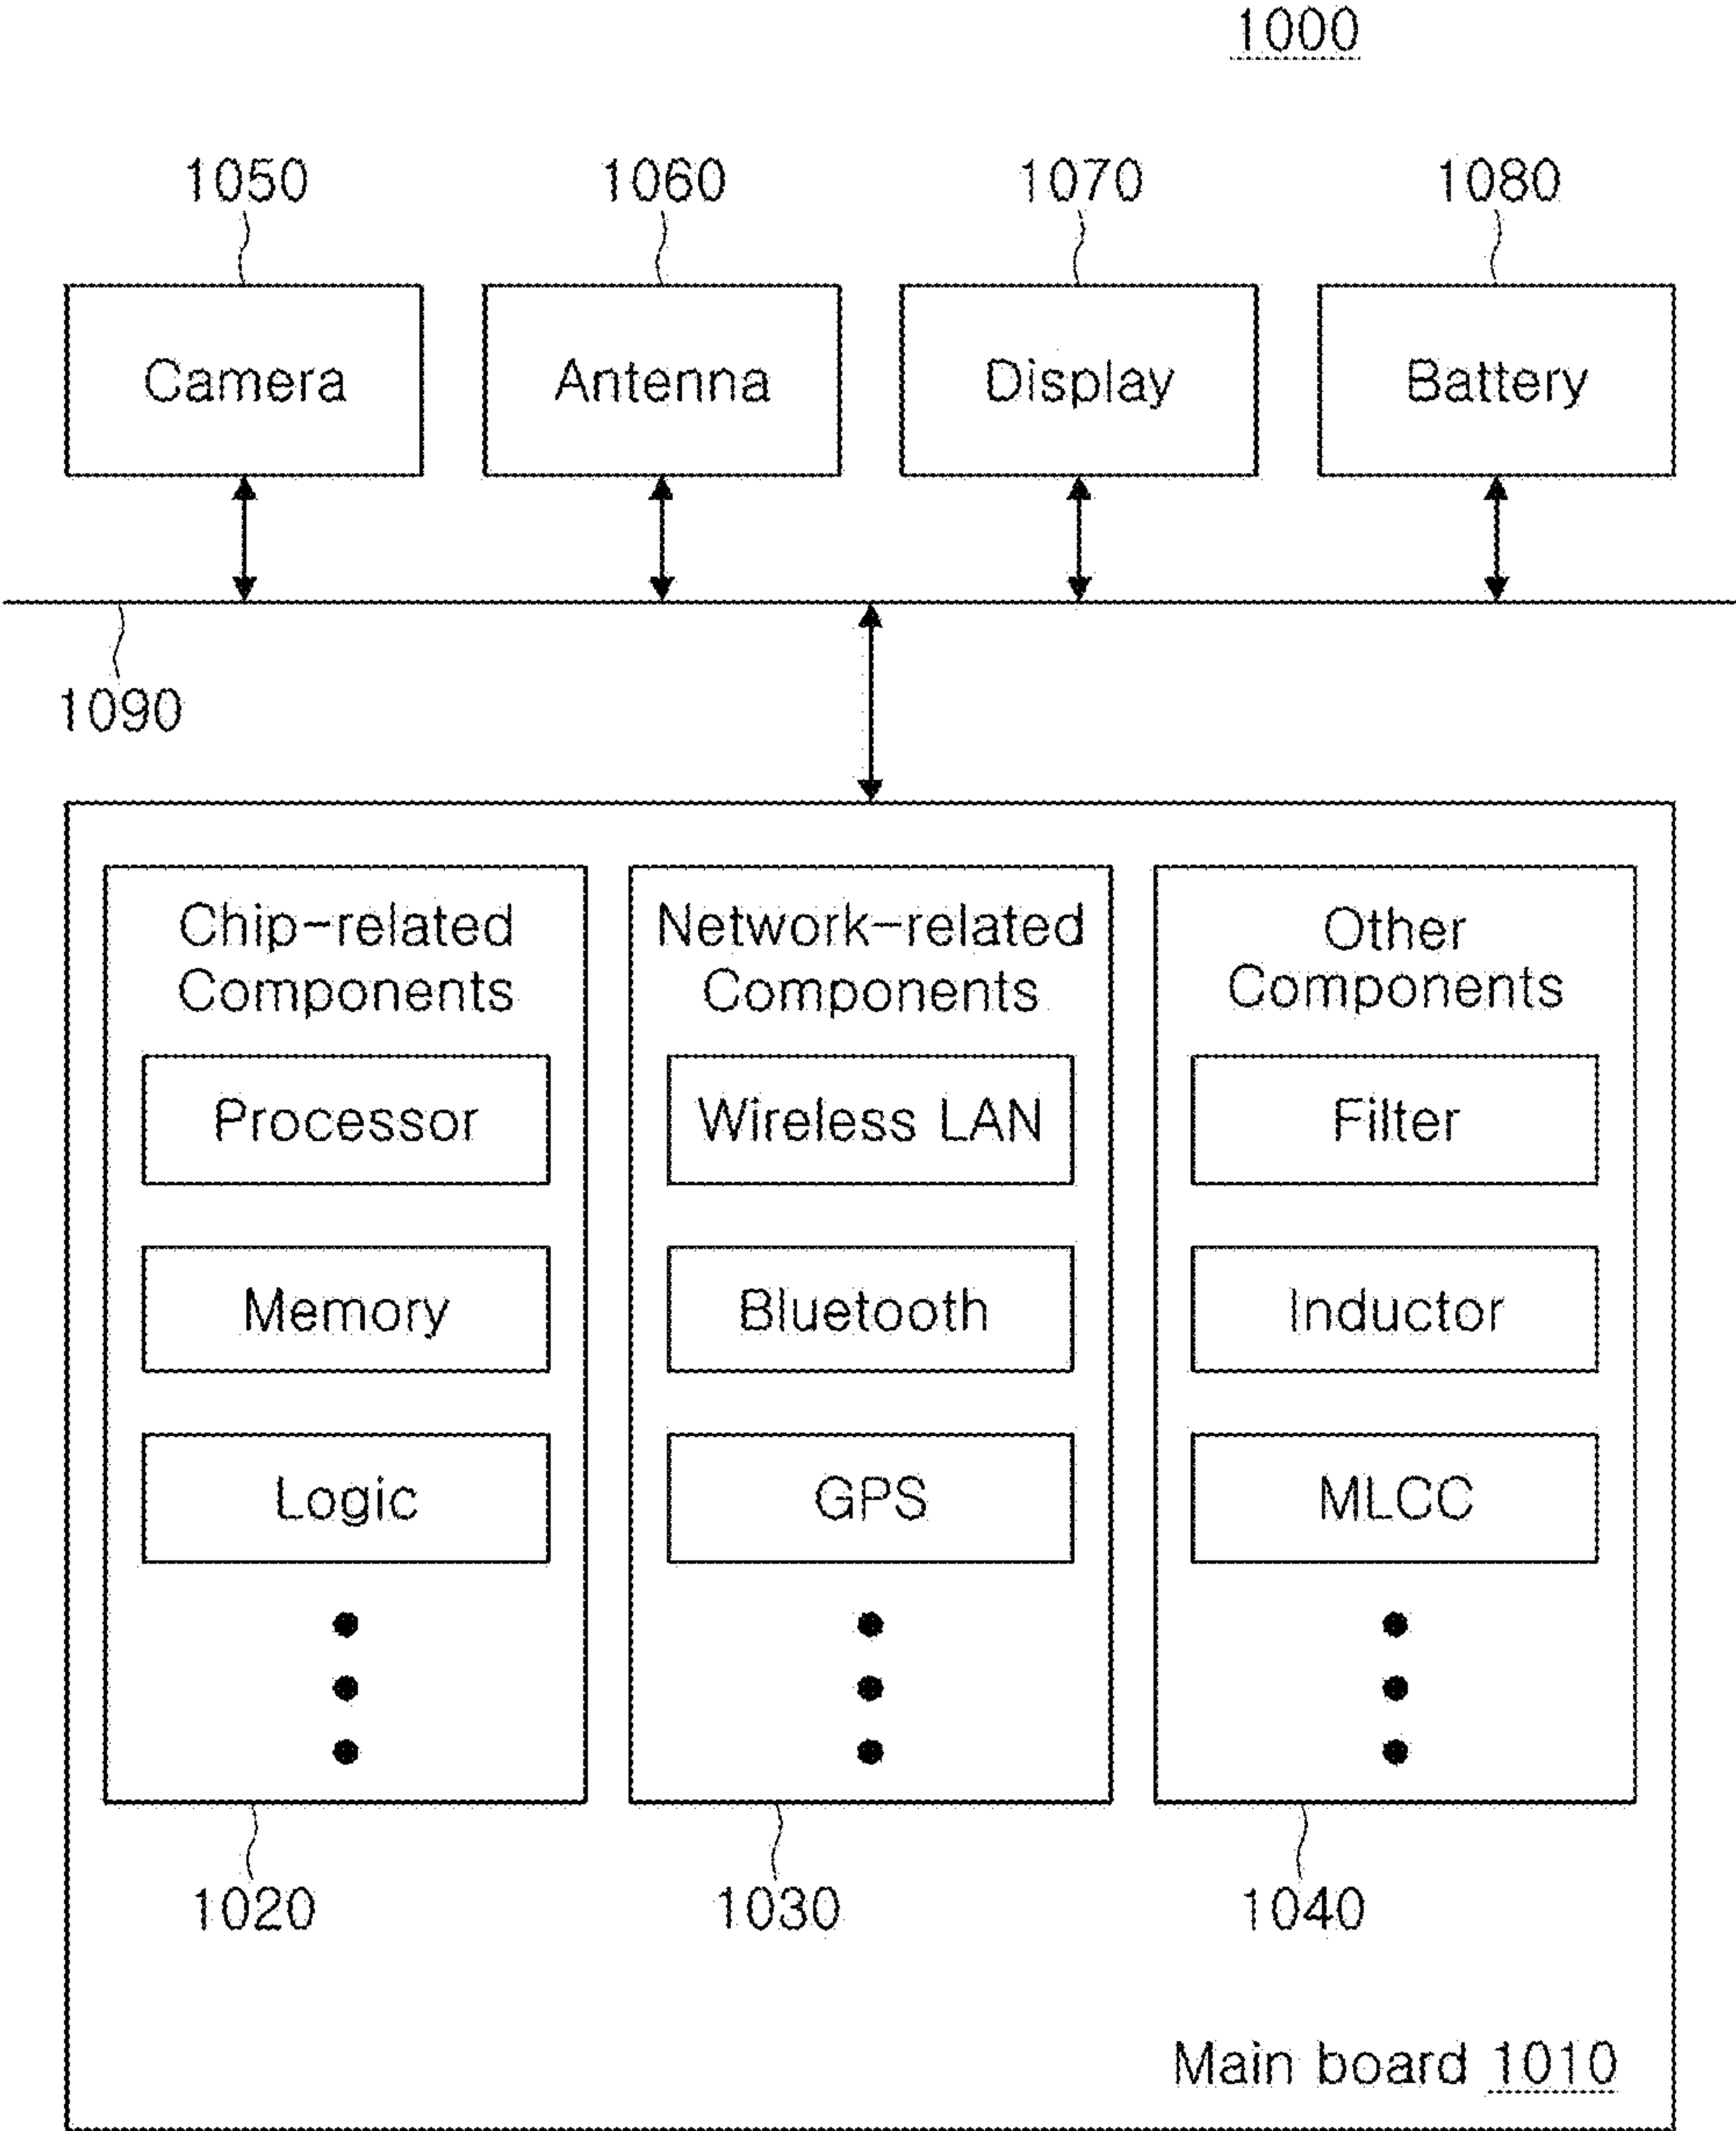 1000
1050 1060 1070 1080
Camera Antenna Display Battery
1090
Chip-related
Components
Processor
Memory
Logic
1020
Network-related
Components
Wireless LAN
Bluetooth
GPS
1030
Other
Components
Filter
Inductor
MLCC
1040
Main board 1010